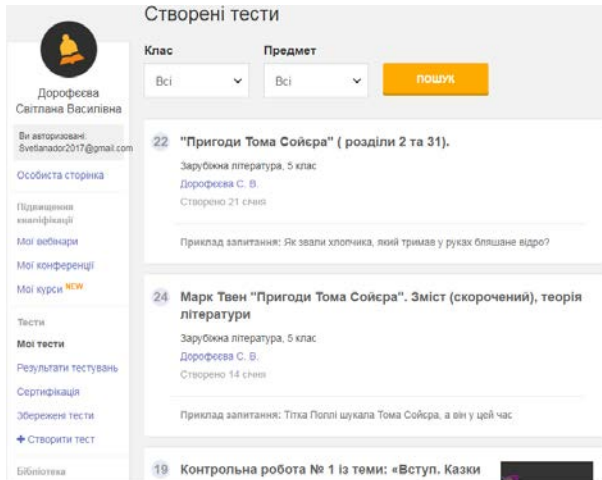 Створені тести
Клас
Предмет
Всі
Всі
ПОШУК
Дорофєєва
Світлана Василівна
Ви авторизовані:
Svetlanador2017@gmail.com
Особиста сторінка
Підвищення
кваліфікації
Мої вебінари
Мої конференції
Мої курси NEW
Тести
Мої тести
Результати тестувань
Сертифікація
Збережені тести
+ Створити тест
Бібліотека
22 "Пригоди Тома Сойєра" ( розділи 2 та 31).
Зарубіжна література, 5 клас
Дорофєєва С. В.
Створено 21 січня
Приклад запитання: Як звали хлопчика, який тримав у руках бляшане відро?
24 Марк Твен "Пригоди Тома Сойєра". Зміст (скорочений), теорія
літератури
Зарубіжна література, 5 клас
Дорофєєва С. В.
Створено 14 січня
Приклад запитання: Тітка Поллі шукала Тома Сойєра, а він у цей час
19 Контрольна робота № 1 із теми: «Вступ. Казки